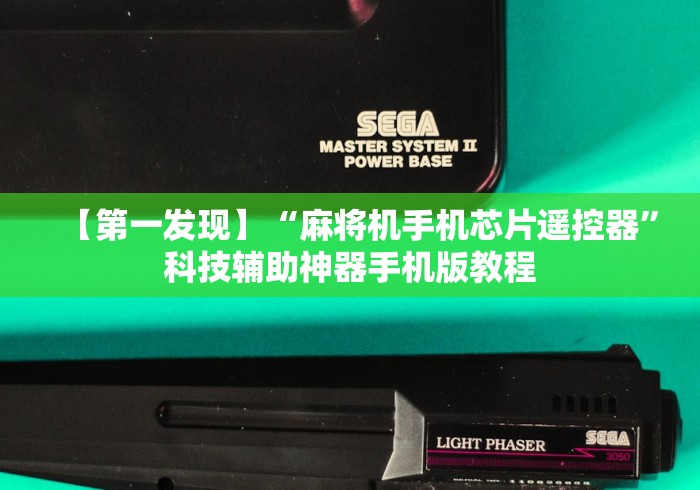 SEGA
MASTER SYSTEM II
POWER BASE
【第一发现】“麻将机手机芯片遥控器”
科技辅助神器手机版教程
LIGHT PHASER
SEGA
3050